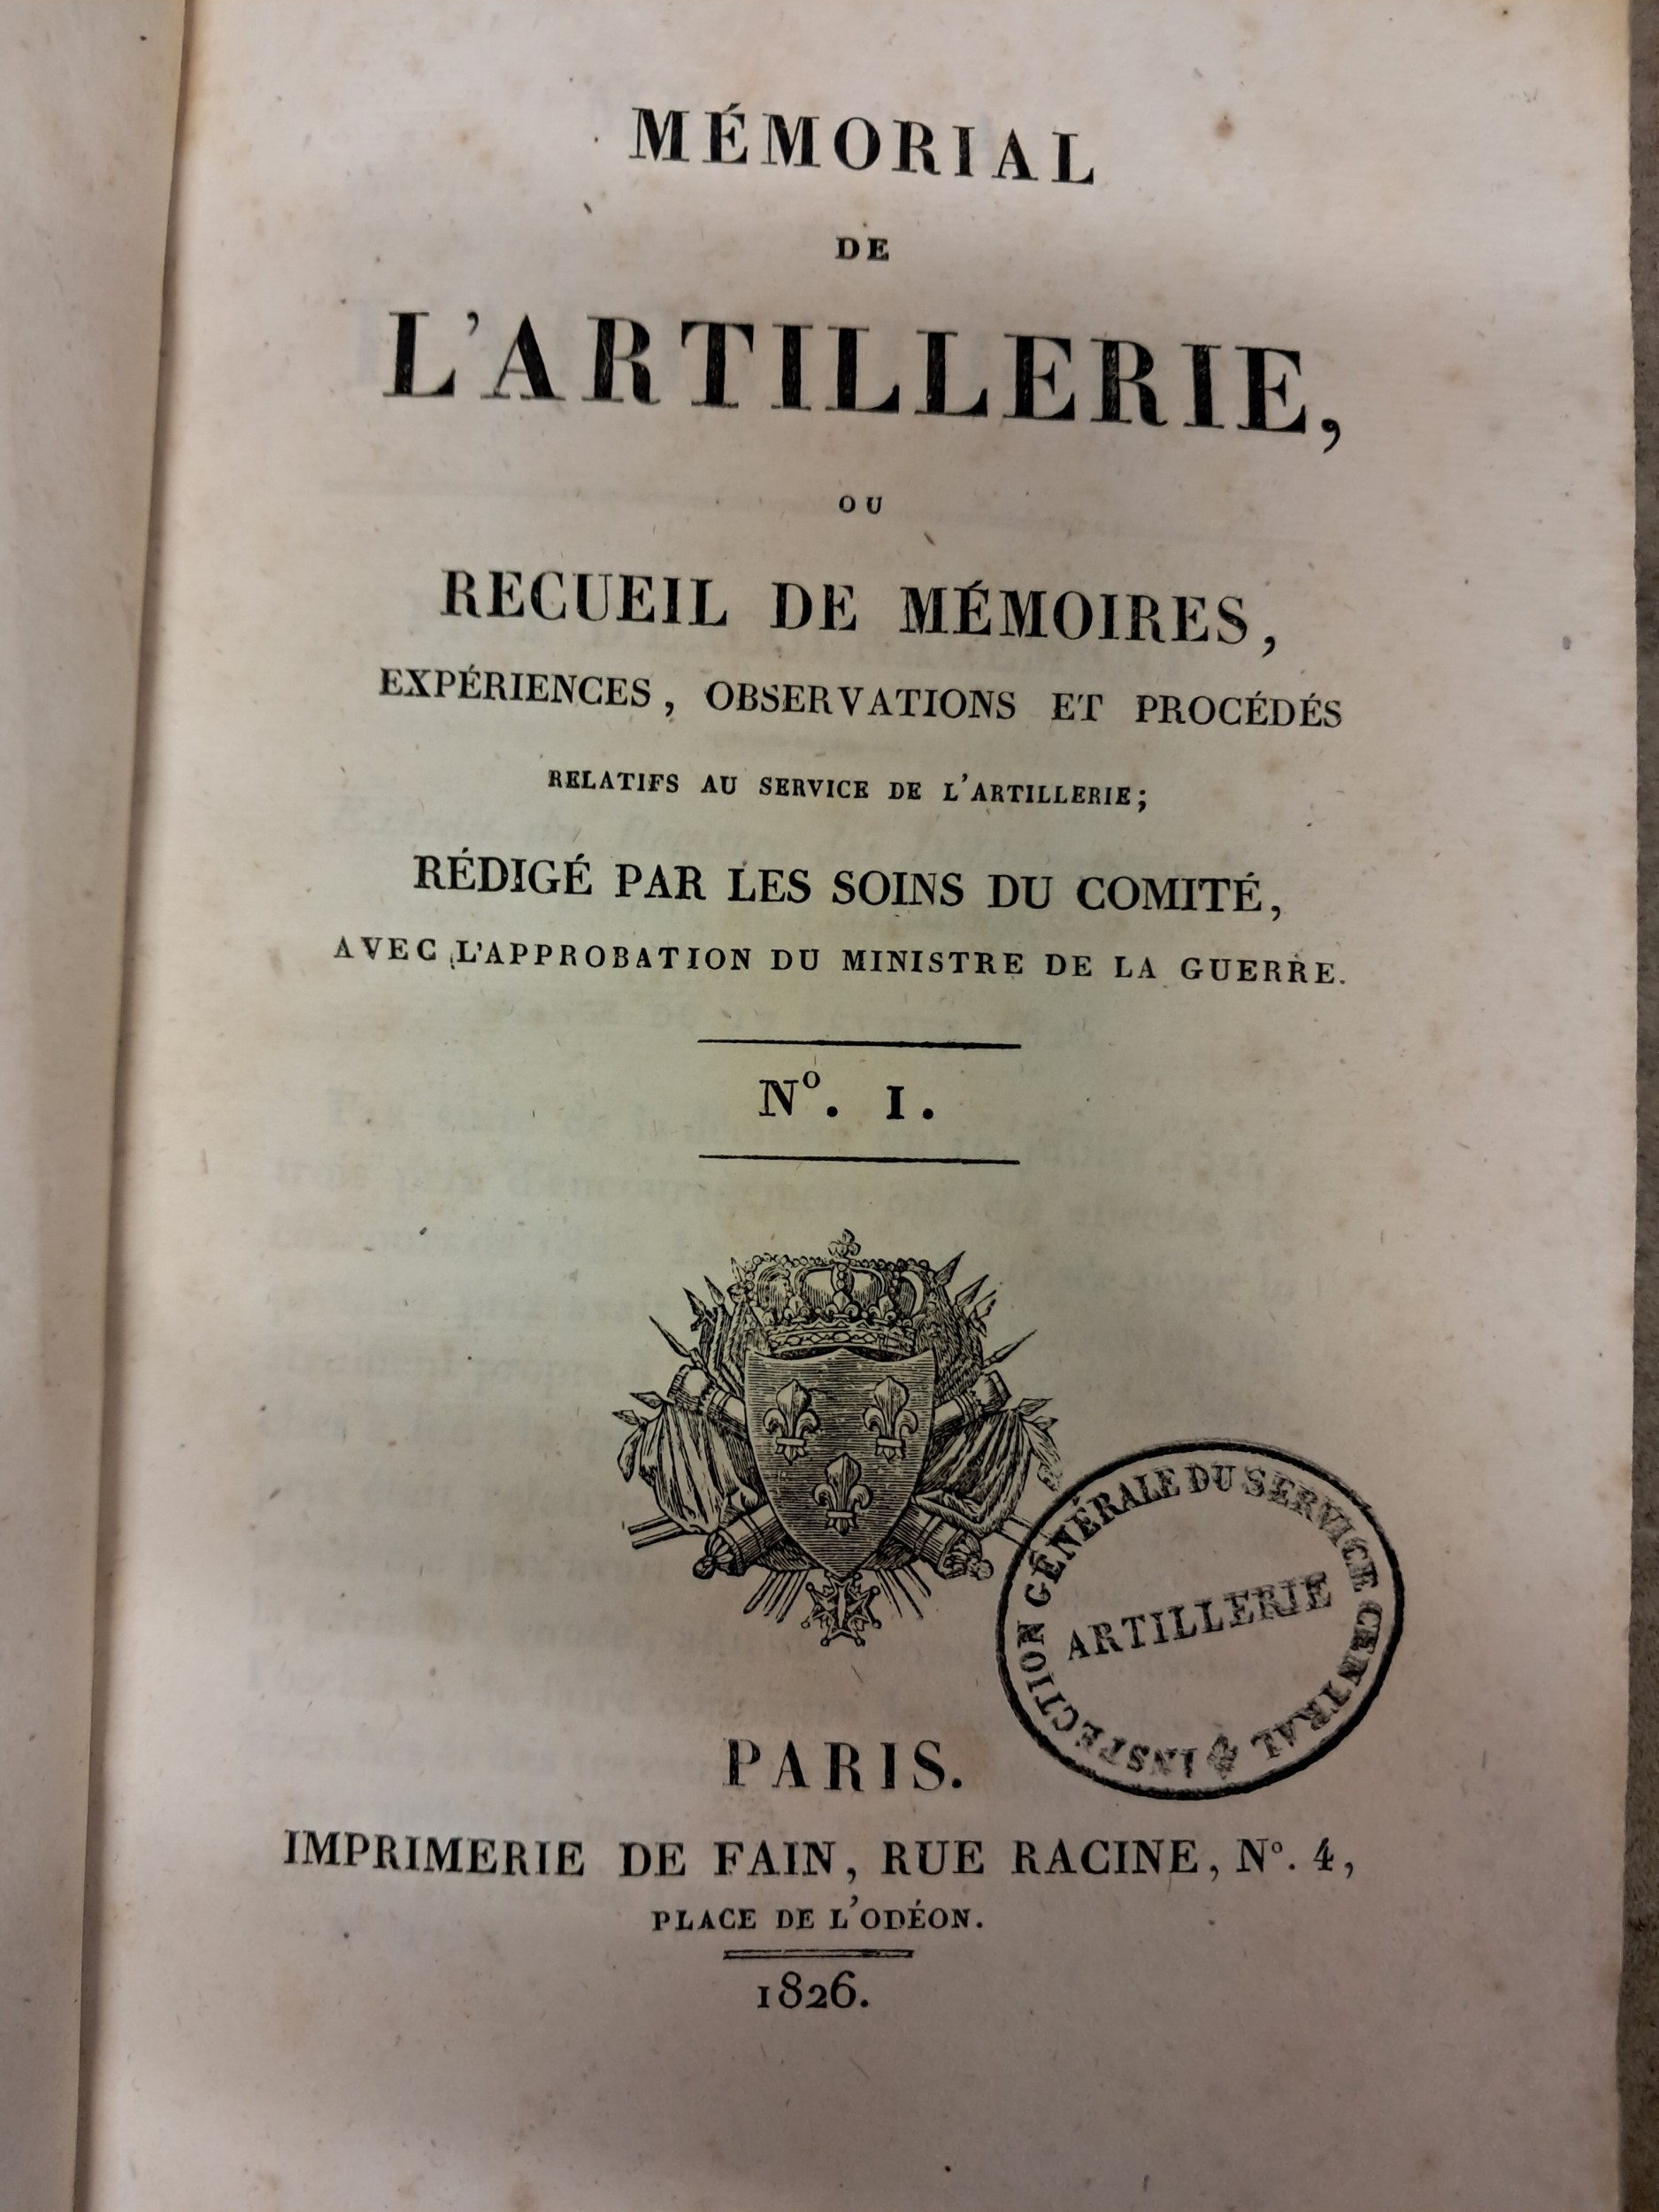 MÉMORIAL
DE
L'ARTILLERIE,
OU
RECUEIL DE MÉMOIRES,
EXPÉRIENCES, OBSERVATIONS ET PROCÉDÉS
RELATIFS AU SERVICE DE L'ARTILLERIE;
RÉDIGÉ PAR LES SOINS DU COMITÉ,
AVEC L'APPROBATION DU MINISTRE DE LA GUERRE.
Nº. I.
INSPECTION GÉNÉRALE DU SERVICE CENTRAL
ARTILLERIE
PARIS.
IMPRIMERIE DE FAIN, RUE RACINE, Nº. 4,
PLACE DE L'ODÉON.
1826.